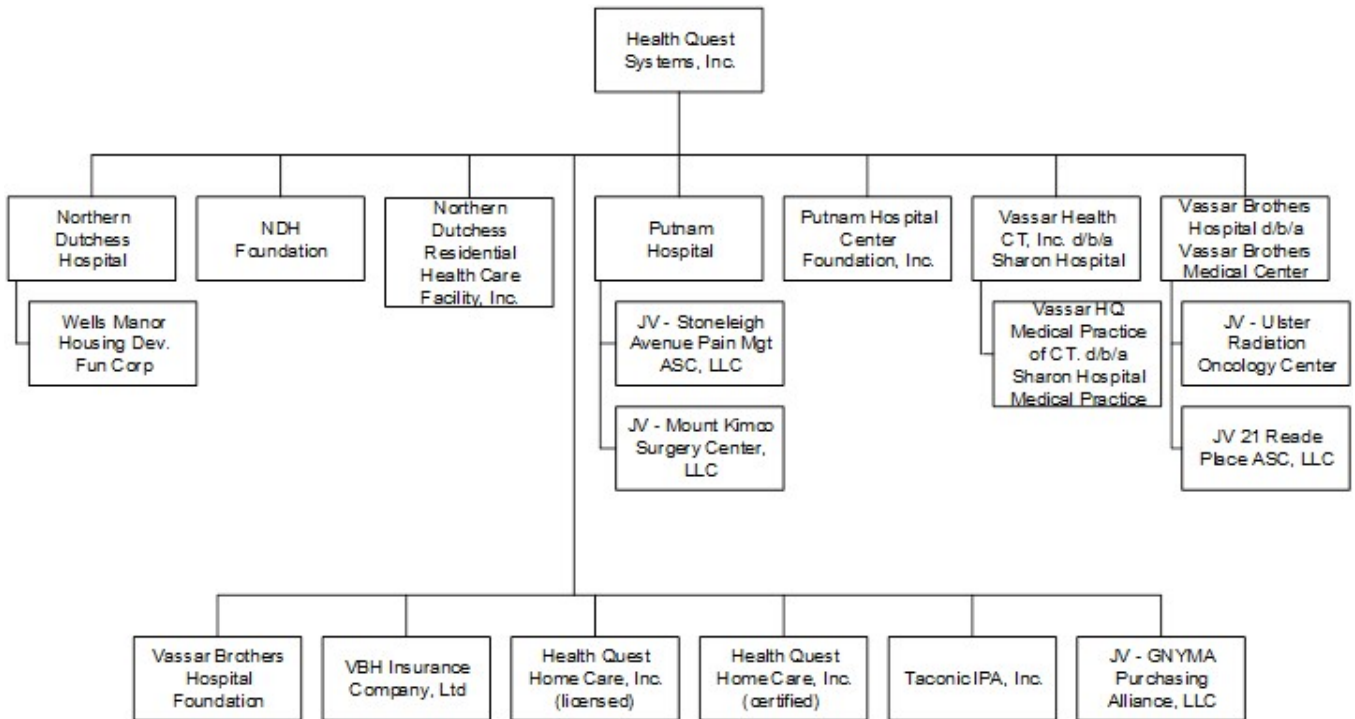 Health Quest
Systems, Inc.
Northern
Dutchess
Hospital
NDH
Foundation
Northern
Dutchess
Residential
Health Care
Facility, Inc.
Putnam
Hospital
Putnam Hospital
Center
Foundation, Inc.
Vassar Health
CT, Inc. d/b/a
Sharon Hospital
Vassar Brothers
Hospital d/b/a
Vassar Brothers
Medical Center
Wells Manor
Housing Dev.
Fun Corp
JV - Stoneleigh
Avenue Pain Mgt
ASC, LLC
JV - Mount Kimco
Surgery Center,
LLC
Vassar HQ
Medical Practice
of CT. d/b/a
Sharon Hospital
Medical Practice
JV - Ulster
Radiation
Oncology Center
JV 21 Reade
Place ASC, LLC
Vassar Brothers
Hospital
Foundation
VBH Insurance
Company, Ltd
Health Quest
Home Care, Inc.
(licensed)
Health Quest
Home Care, Inc.
(certified)
Taconic IPA, Inc.
JV - GNYMA
Purchasing
Alliance, LLC